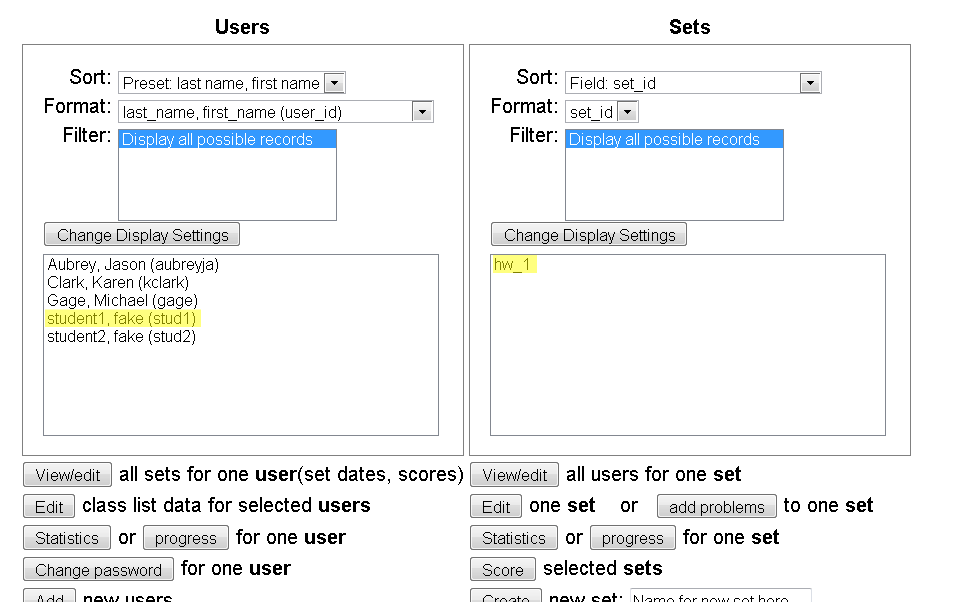 Users
Sort: Preset: last name, first name
Format: last_name, first_name (user_id)
Filter: Display all possible records
Change Display Settings
Aubrey, Jason (aubreyja)
Clark, Karen (kclark)
Gage, Michael (gage)
student1, fake (stud1)
student2, fake (stud2)
View/edit all sets for one user(set dates, scores)
Edit class list data for selected users
Statistics or progress for one user
Change password for one user
Add new users
Sets
Sort: Field: set_id
Format: set_id
Filter: Display all possible records
Change Display Settings
hw_1
View/edit all users for one set
Edit one set or add problems to one set
Statistics or progress for one set
Score selected sets
Create new set: Name for new set here